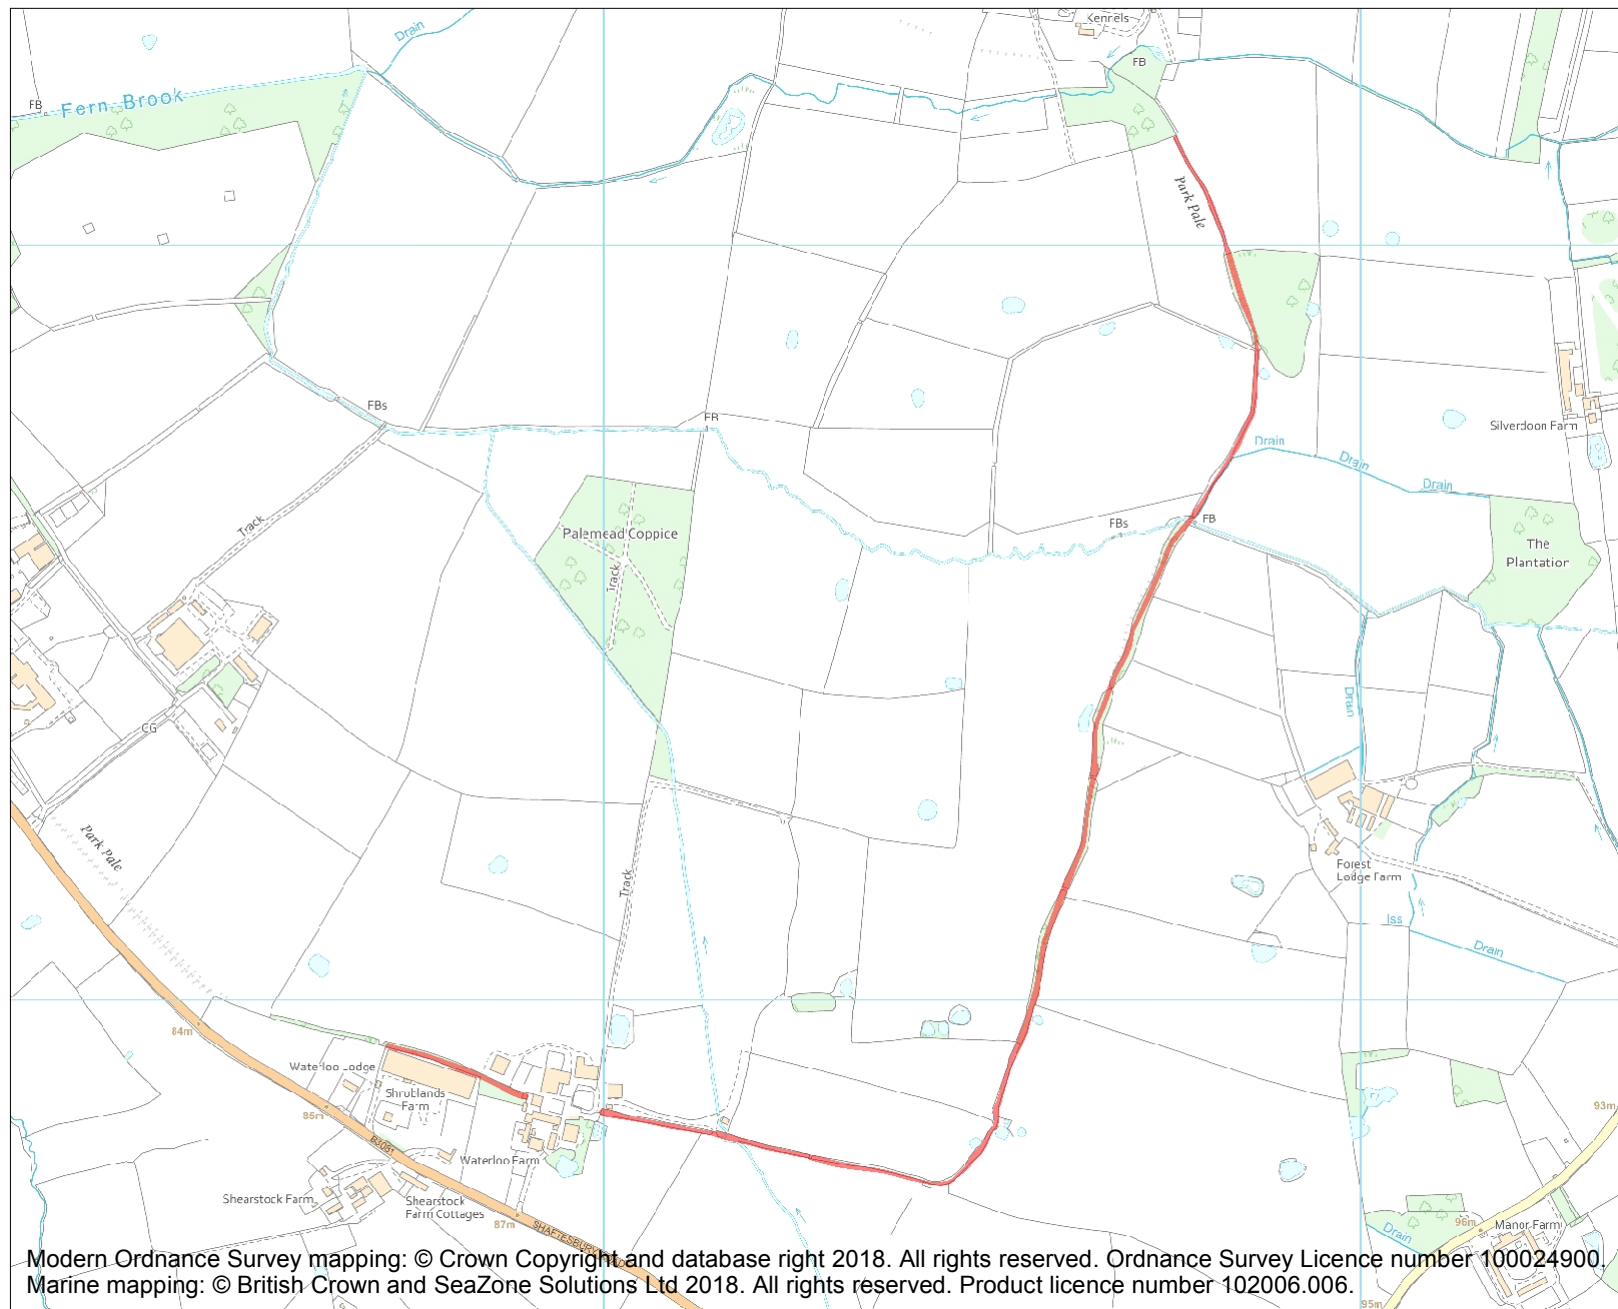 Kennels
Drain
FB
FB
Fern Brook
Park Pale
FBs
FB
Silverdoon Farm
Drain
Drain
Drain
Track
Palemead Coppice
FBs
FB
The
Plantation
Track
Drain
CG
Park Pale
Track
Forest
Lodge Farm
Iss
Drain
84m
Waterloo Lodge
Shrublands
Farm
85m
93m
B3081
Waterloo Farm
Shearstock Farm
Shearstock
Farm Cottages
87m
SHAFTESBURY ROAD
96m
Manor Farm
Drain
Modern Ordnance Survey mapping: © Crown Copyright and database right 2018. All rights reserved. Ordnance Survey Licence number 100024900.
Marine mapping: © British Crown and SeaZone Solutions Ltd 2018. All rights reserved. Product licence number 102006.006.
95m